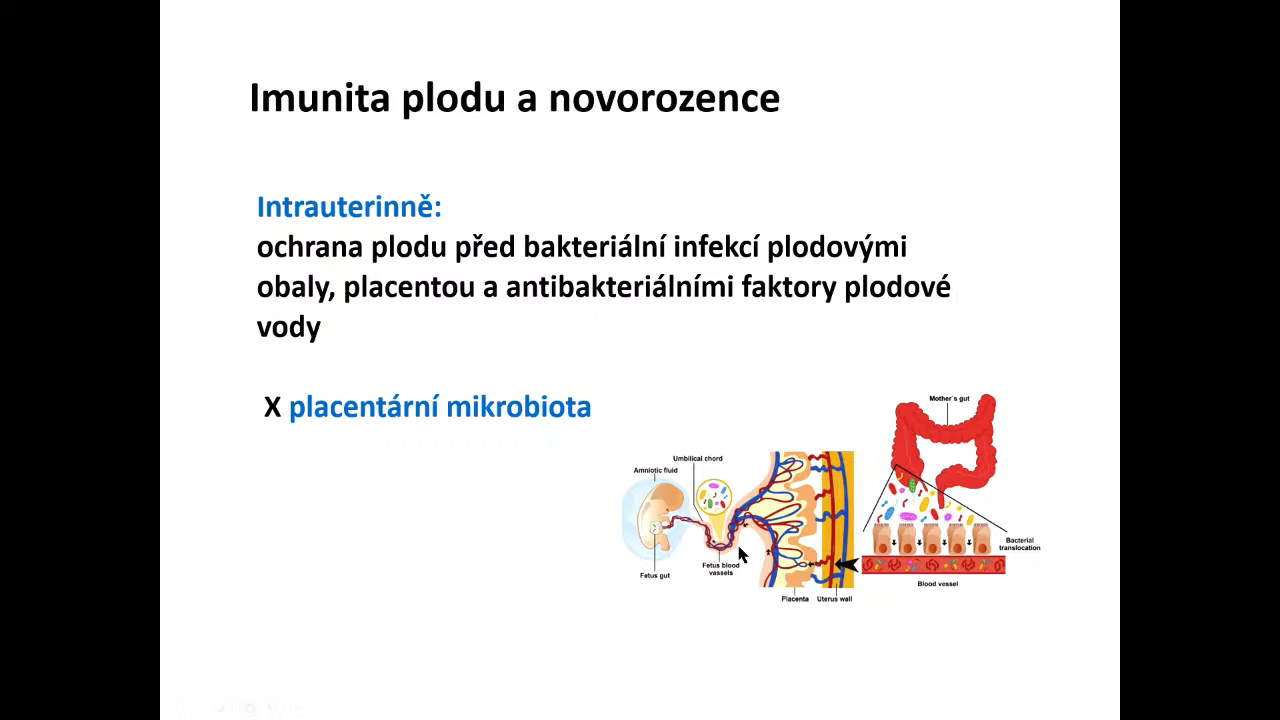 Imunita plodu a novorozence
Intrauterinně:
ochrana plodu před bakteriální infekcí plodovými
obaly, placentou a antibakteriálními faktory plodové
vody
X placentární mikrobiota
Mother's gut
Umbilical chord
Amniotic fluid
Bacterial
translocation
Fetus blood
vessels
Fetus gut
Blood vessel
Placenta
Uterus wall